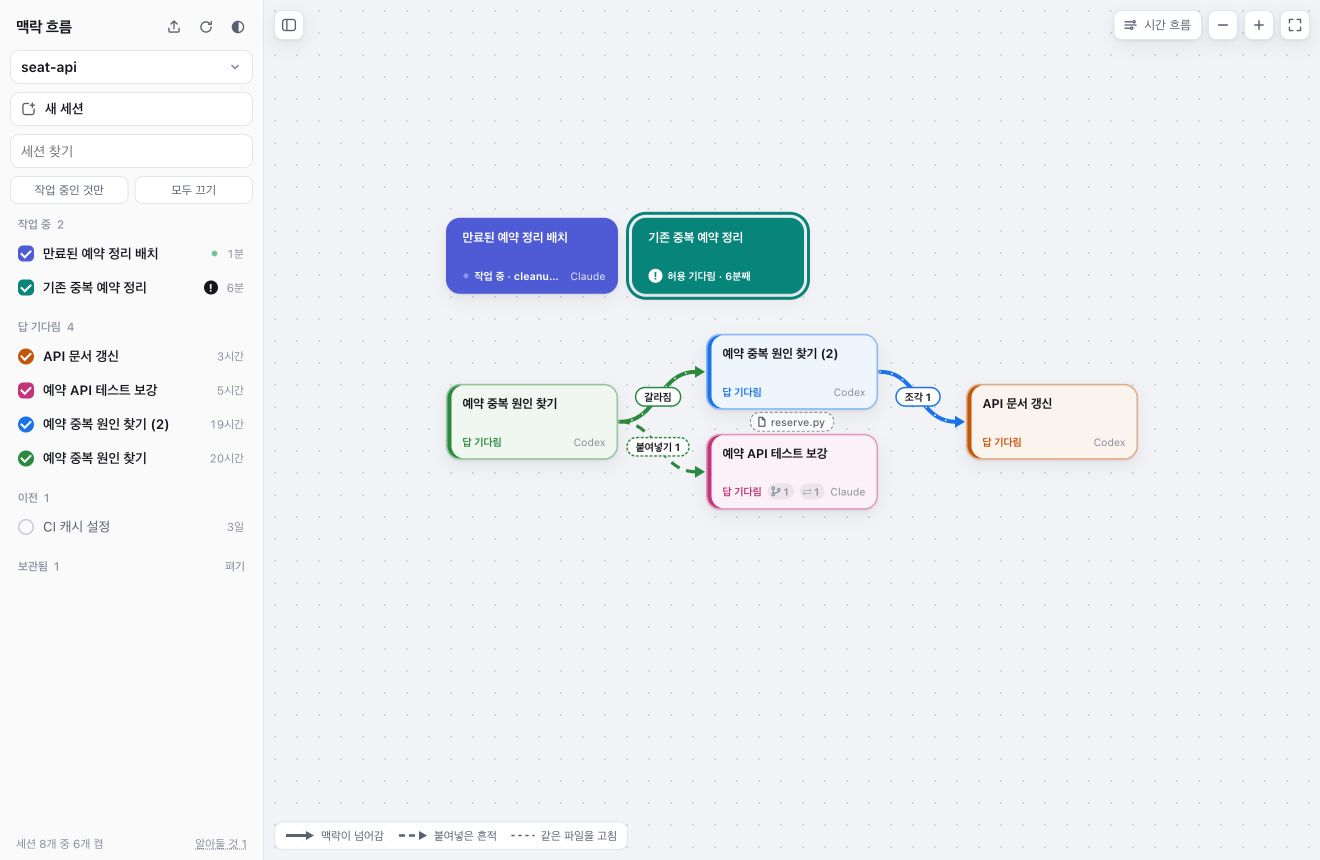 맥락 흐름
seat-api
새 세션
세션 찾기
작업 중인 것만
모두 끄기
작업 중 2
만료된 예약 정리 배치 1분
기존 중복 예약 정리 ! 6분
답 기다림 4
API 문서 갱신 3시간
예약 API 테스트 보강 5시간
예약 중복 원인 찾기 (2) 19시간
예약 중복 원인 찾기 20시간
이전 1
CI 캐시 설정 3일
보관됨 1 펴기
세션 8개 중 6개 켬
알아둘 것 1
시간 흐름
만료된 예약 정리 배치
작업 중 · cleanu... Claude
기존 중복 예약 정리
! 허용 기다림 · 6분째
예약 중복 원인 찾기
답 기다림 Codex
갈라짐
붙여넣기 1
예약 중복 원인 찾기 (2)
답 기다림 Codex
reserve.py
예약 API 테스트 보강
답 기다림 1 1 Claude
조각 1
API 문서 갱신
답 기다림 Codex
맥락이 넘어감
붙여넣은 흔적
같은 파일을 고침